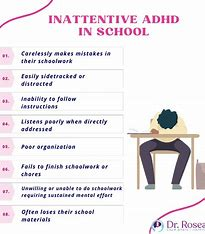 INATTENTIVE ADHD
IN SCHOOL
01.
Carelessly makes mistakes in
their schoolwork
02.
Easily sidetracked or
distracted
03.
Inability to follow
instructions
04.
Listens poorly when directly
addressed
05.
Poor organization
06.
Fails to finish schoolwork or
chores
07.
Unwilling or unable to do schoolwork
requiring sustained mental effort
08.
Often loses their school
materials
Dr. Rosea